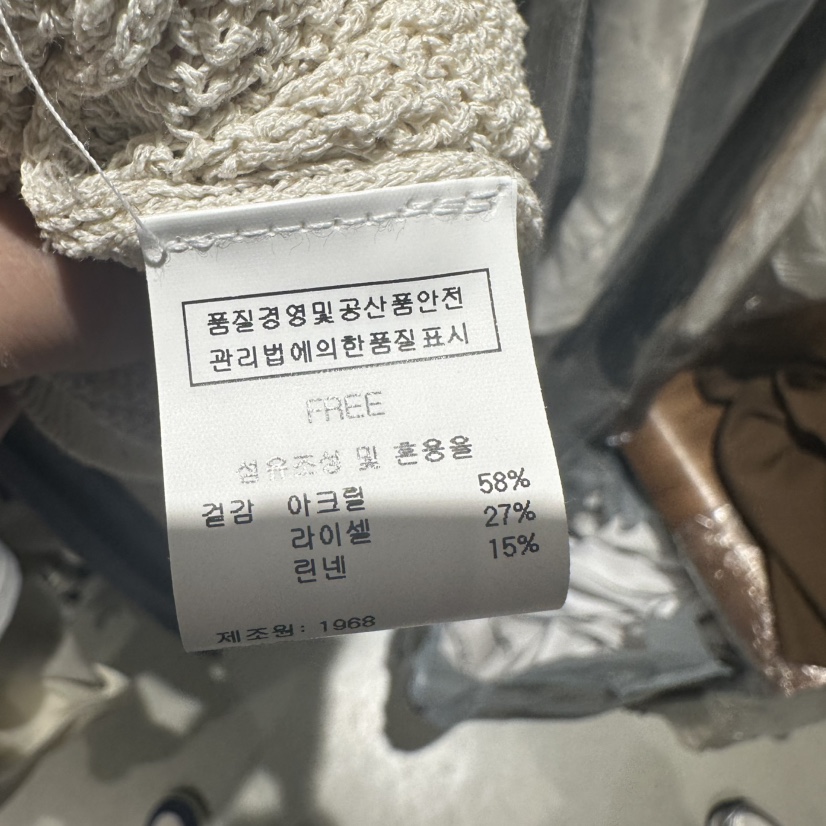 품질경영및공산품안전
관리법에의한품질표시
FREE
섬유조성 및 혼용율
겉감 아크릴 58%
라이셀 27%
린넨 15%
제조원: 1968